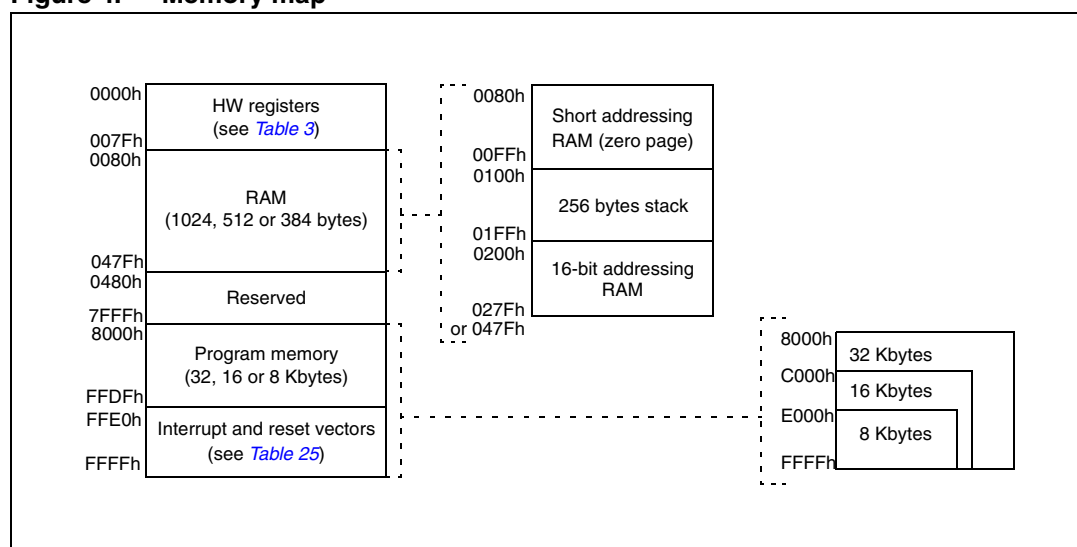 Figure 4. Memory map
0000h
HW registers
(see Table 3)
007Fh
0080h
RAM
(1024, 512 or 384 bytes)
047Fh
0480h
Reserved
7FFFh
8000h
Program memory
(32, 16 or 8 Kbytes)
FFDFh
FFE0h
Interrupt and reset vectors
(see Table 25)
FFFFh
0080h
Short addressing
RAM (zero page)
00FFh
0100h
256 bytes stack
01FFh
0200h
16-bit addressing
RAM
027Fh
or 047Fh
8000h
32 Kbytes
C000h
16 Kbytes
E000h
8 Kbytes
FFFFh